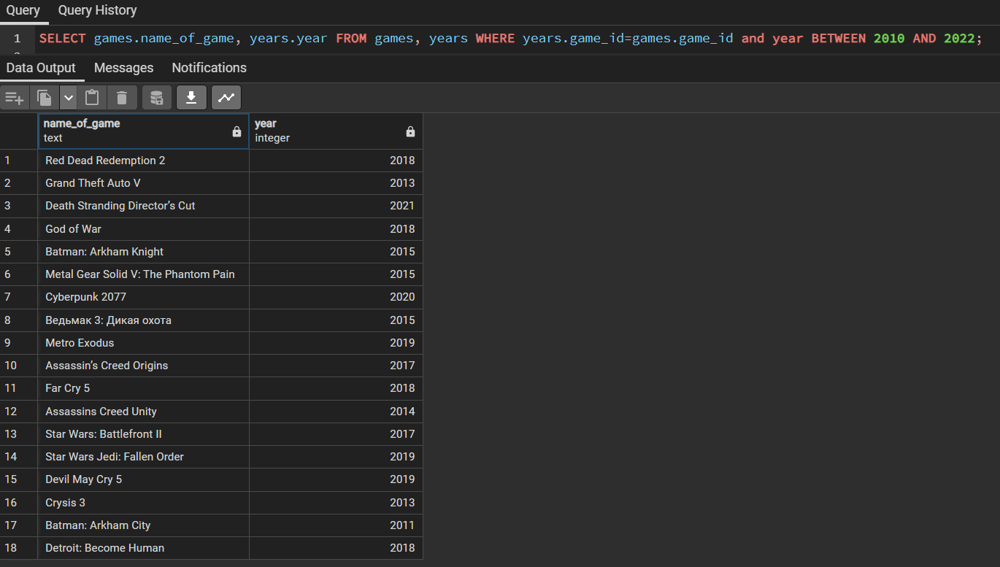 Query Query History
1 SELECT games.name_of_game, years.year FROM games, years WHERE years.game_id=games.game_id and year BETWEEN 2010 AND 2022;
Data Output Messages Notifications
name_of_game year
text integer
1 Red Dead Redemption 2 2018
2 Grand Theft Auto V 2013
3 Death Stranding Director’s Cut 2021
4 God of War 2018
5 Batman: Arkham Knight 2015
6 Metal Gear Solid V: The Phantom Pain 2015
7 Cyberpunk 2077 2020
8 Ведьмак 3: Дикая охота 2015
9 Metro Exodus 2019
10 Assassin’s Creed Origins 2017
11 Far Cry 5 2018
12 Assassins Creed Unity 2014
13 Star Wars: Battlefront II 2017
14 Star Wars Jedi: Fallen Order 2019
15 Devil May Cry 5 2019
16 Crysis 3 2013
17 Batman: Arkham City 2011
18 Detroit: Become Human 2018